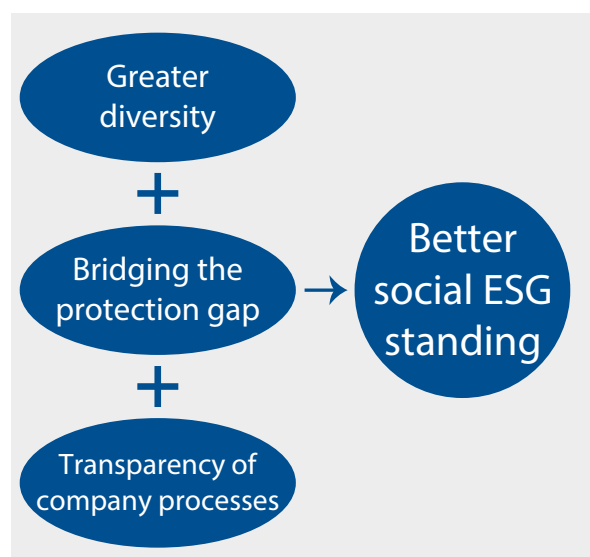 Greater
diversity
+
Bridging the
protection gap
→
Better
social ESG
standing
+
Transparency of
company processes